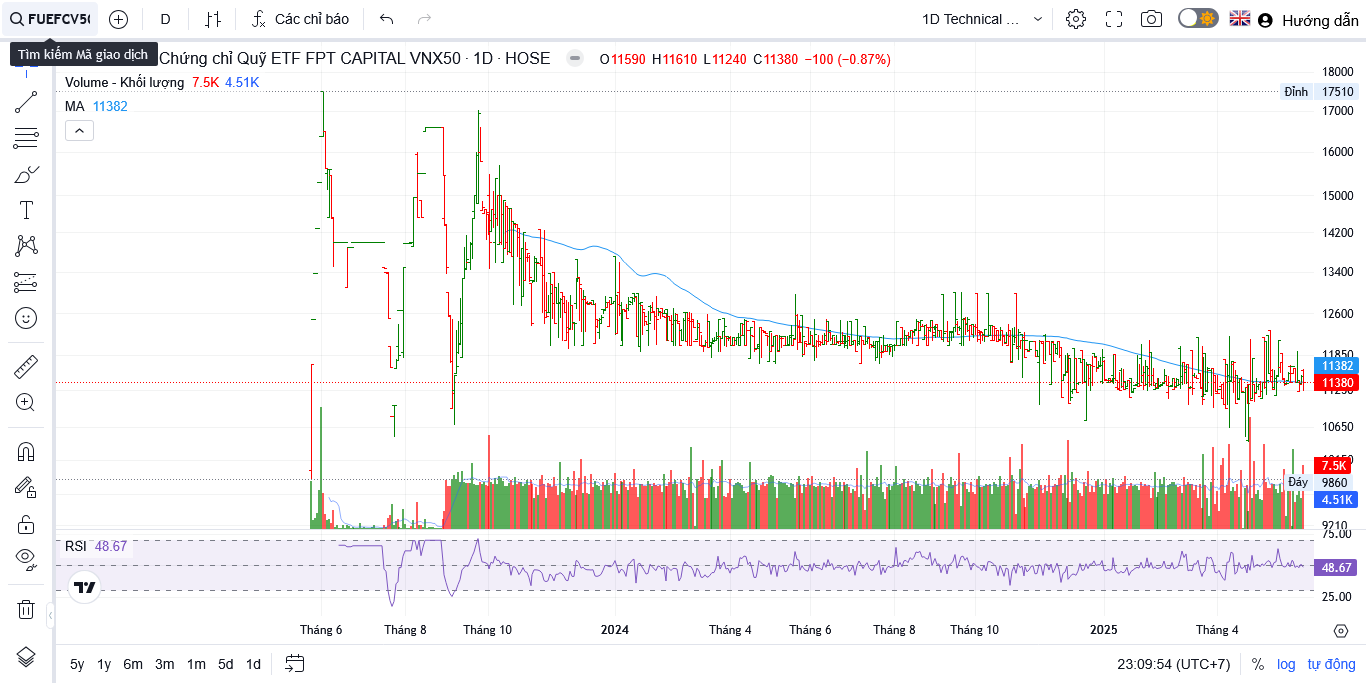 FUEFCV50
D
Các chỉ báo
1D Technical ...
Hướng dẫn
Tìm kiếm Mã giao dịch
Chứng chỉ Quỹ ETF FPT CAPITAL VNX50 · 1D · HOSE
O11590 H11610 L11240 C11380 −100 (−0.87%)
Volume - Khối lượng 7.5K 4.51K
MA 11382
18000
Đỉnh 17510
17000
16000
15000
14200
13400
12600
11850
11382
11380
11250
10650
10150
7.5K
Đáy 9860
4.51K
9210
75.00
RSI 48.67
48.67
25.00
Tháng 6 Tháng 8 Tháng 10 2024 Tháng 4 Tháng 6 Tháng 8 Tháng 10 2025 Tháng 4
5y 1y 6m 3m 1m 5d 1d
23:09:54 (UTC+7) % log tự động